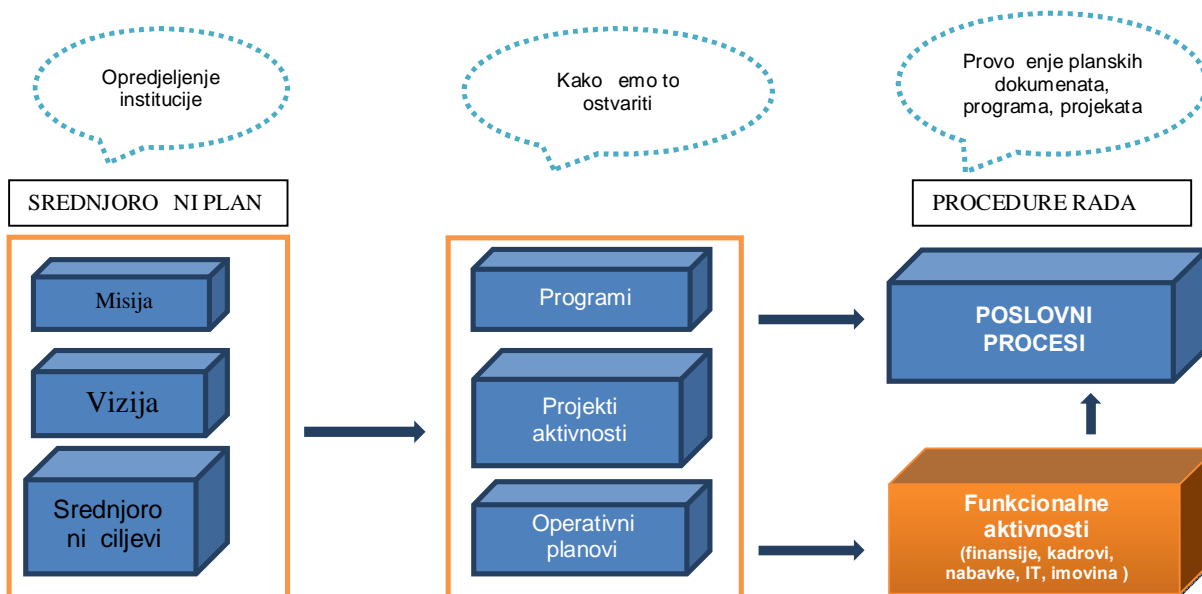 Opredjeljenje
institucije
Kako emo to
ostvariti
Provo enje planskih
dokumenata,
programa, projekata
SREDNJORO NI PLAN
PROCEDURE RADA
Misija
Vizija
Srednjoro
ni ciljevi
Programi
Projekti
aktivnosti
Operativni
planovi
POSLOVNI
PROCESI
Funkcionalne
aktivnosti
(finansije, kadrovi,
nabavke, IT, imovina )